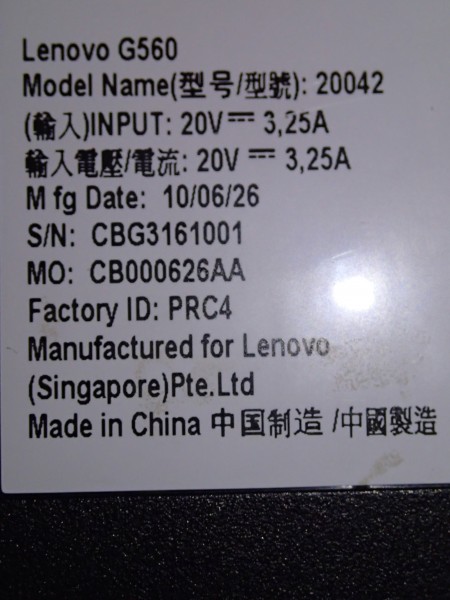 Lenovo G560
Model Name(型号/型號): 20042
(輸入)INPUT: 20V⎓ 3,25A
輸入電壓/電流: 20V ⎓ 3,25A
Mfg Date: 10/06/26
S/N: CBG3161001
MO: CB000626AA
Factory ID: PRC4
Manufactured for Lenovo
(Singapore)Pte.Ltd
Made in China 中国制造 /中國製造